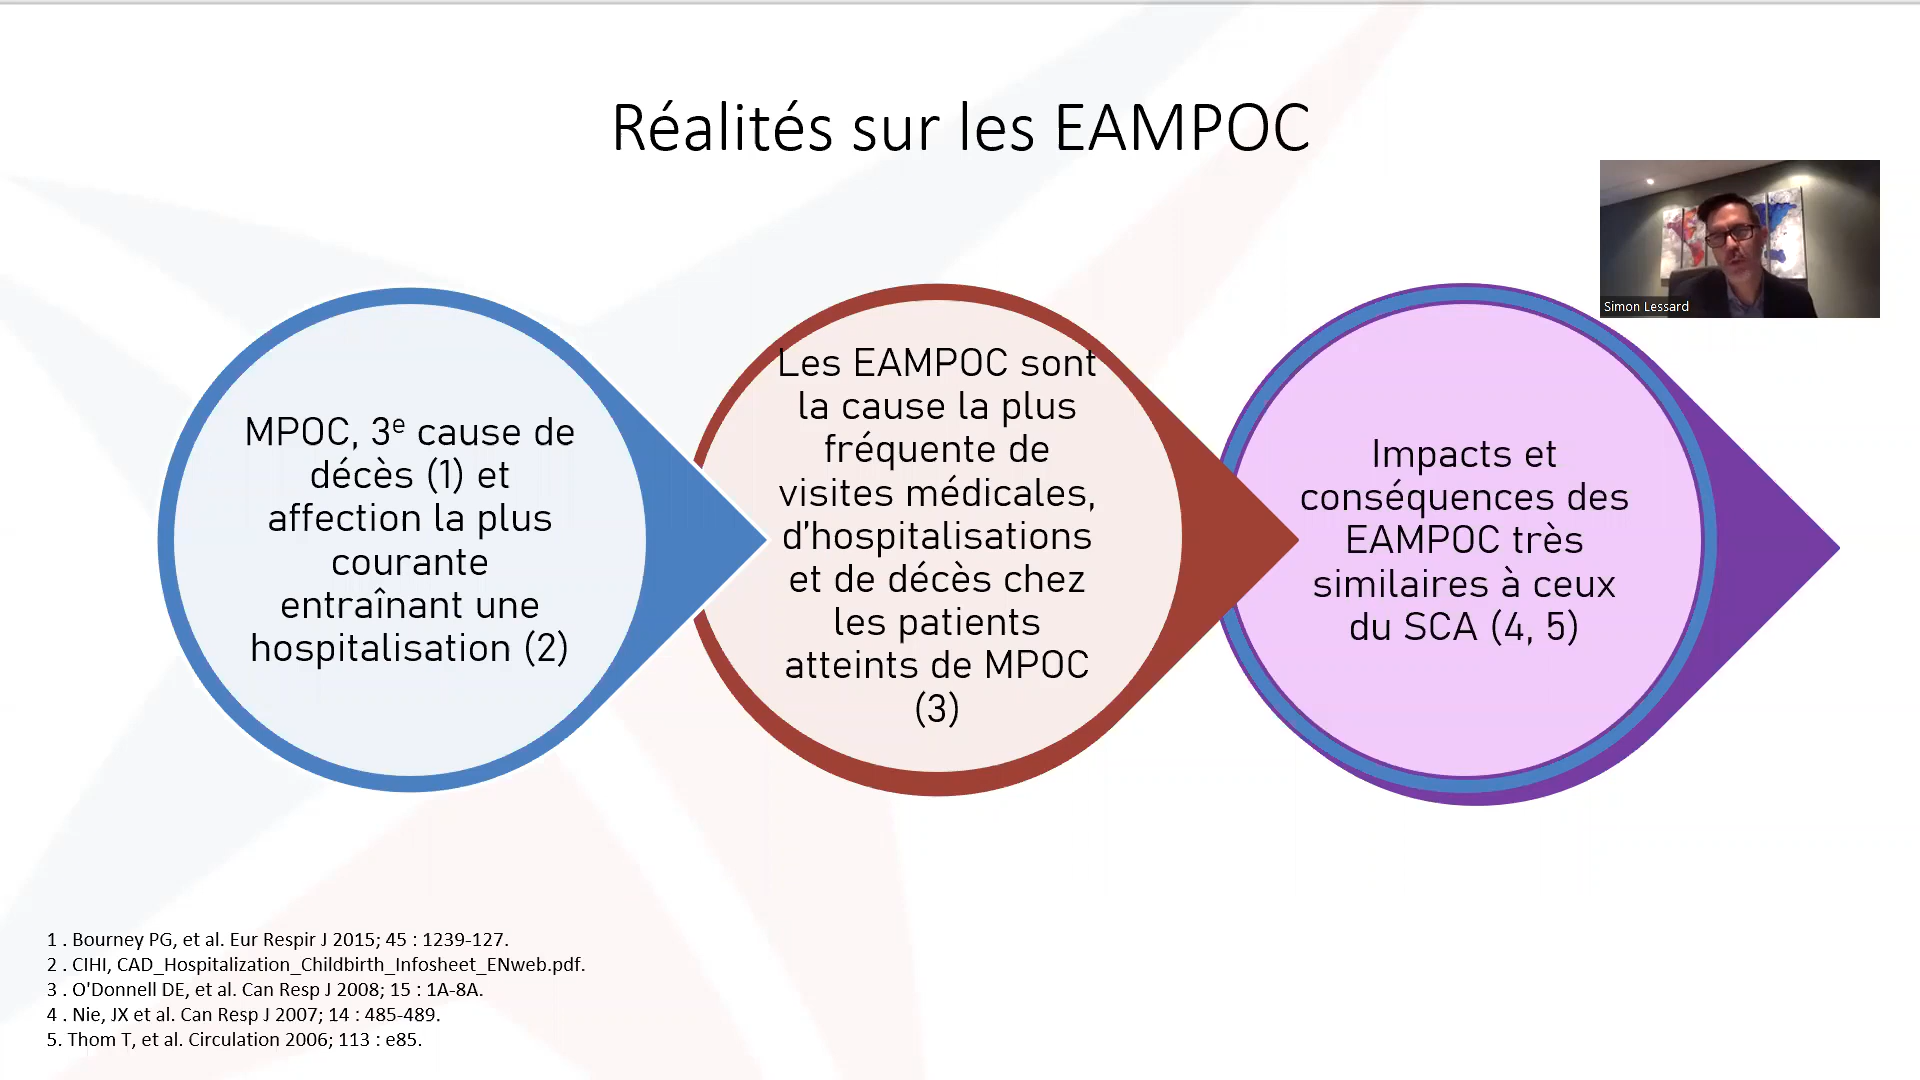 Réalités sur les EAMPOC
Simon Lessard
MPOC, 3e cause de
décès (1) et
affection la plus
courante
entraînant une
hospitalisation (2)
Les EAMPOC sont
la cause la plus
fréquente de
visites médicales,
d’hospitalisations
et de décès chez
les patients
atteints de MPOC
(3)
Impacts et
conséquences des
EAMPOC très
similaires à ceux
du SCA (4, 5)
1 . Bourney PG, et al. Eur Respir J 2015; 45 : 1239-127.
2 . CIHI, CAD_Hospitalization_Childbirth_Infosheet_ENweb.pdf.
3 . O'Donnell DE, et al. Can Resp J 2008; 15 : 1A-8A.
4 . Nie, JX et al. Can Resp J 2007; 14 : 485-489.
5. Thom T, et al. Circulation 2006; 113 : e85.